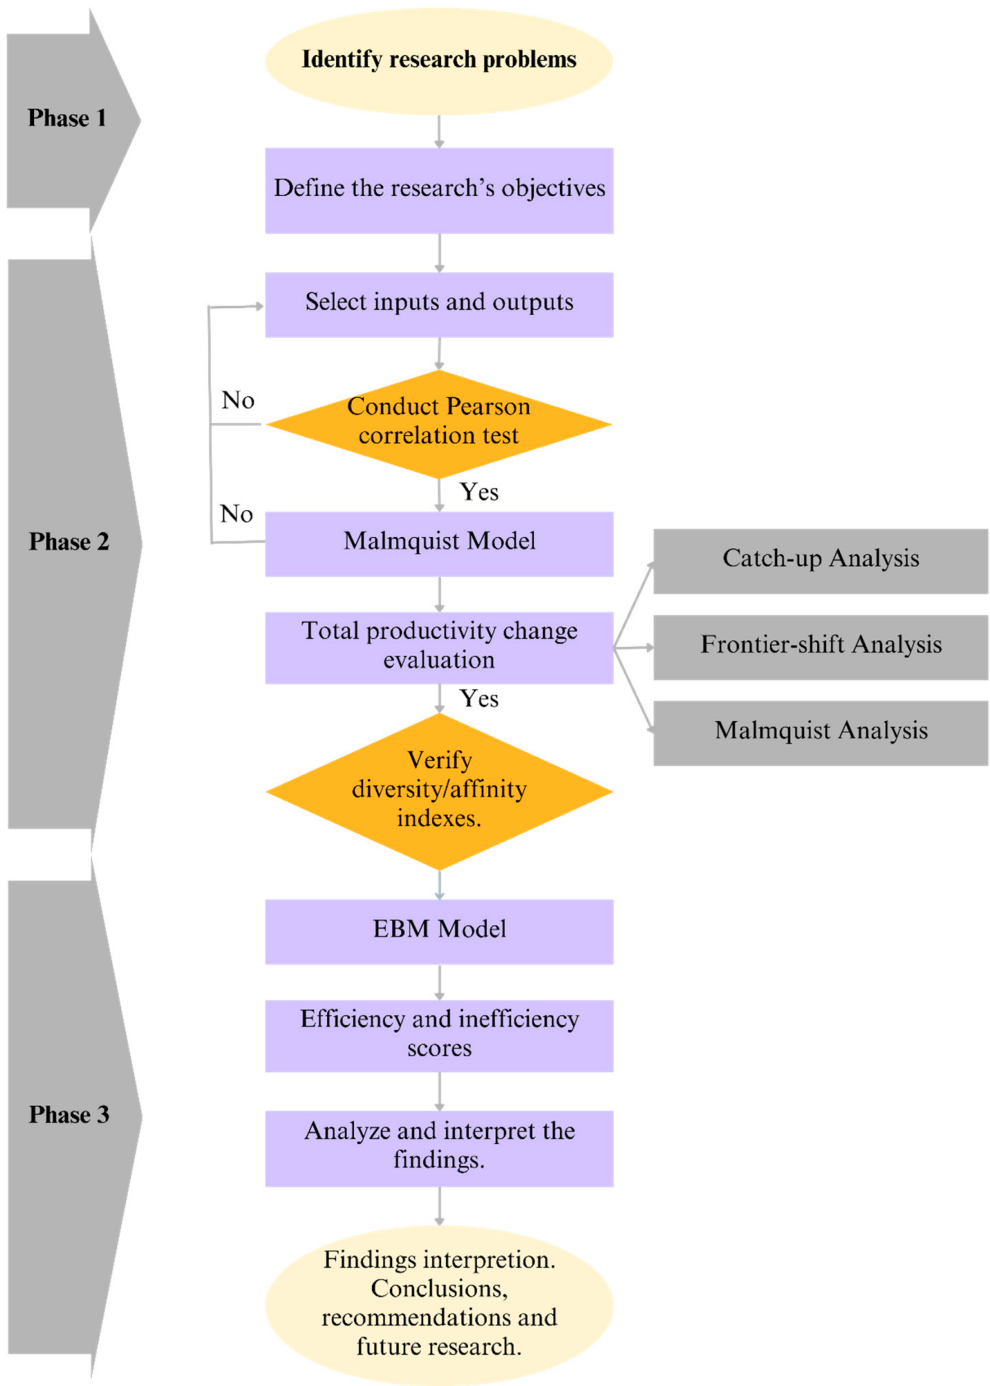 Identify research problems
Phase 1
Define the research's objectives
Select inputs and outputs
No
Conduct Pearson
correlation test
Yes
No
Malmquist Model
Phase 2
Catch-up Analysis
Total productivity change
evaluation
Frontier-shift Analysis
Yes
Malmquist Analysis
Verify
diversity/affinity
indexes.
EBM Model
Efficiency and inefficiency
scores
Phase 3
Analyze and interpret the
findings.
Findings interpretion.
Conclusions,
recommendations and
future research.